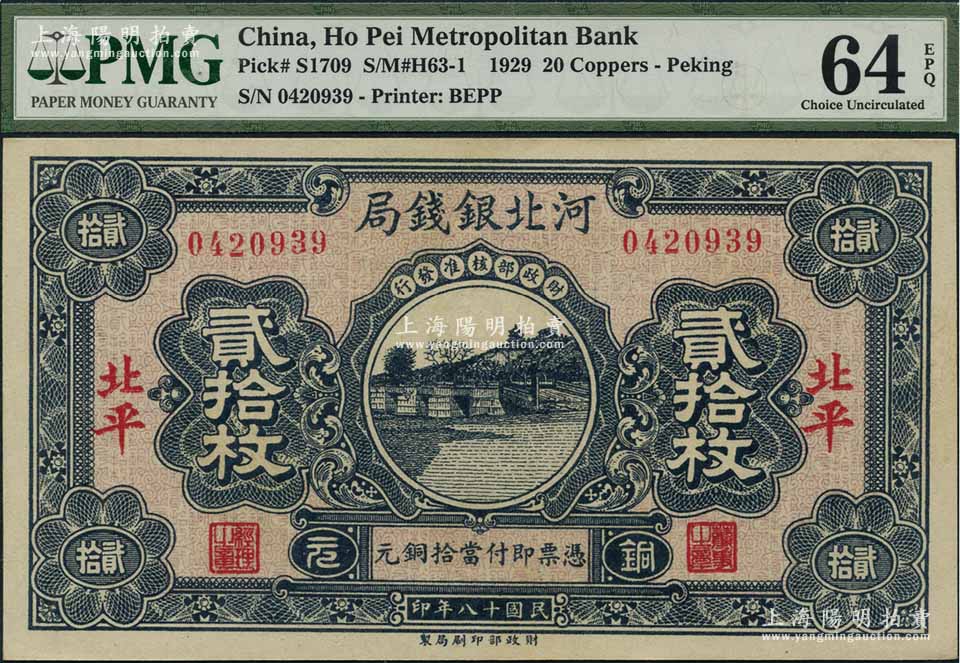 上海陽明拍賣
www.yangmingauction.com
PMG
PAPER MONEY GUARANTY
China, Ho Pei Metropolitan Bank
Pick# S1709 S/M#H63-1 1929 20 Coppers - Peking
S/N 0420939 - Printer: BEPP
64
EPQ
Choice Uncirculated
局錢銀北河
拾貳
拾貳
0420939
0420939
行發准核部政財
上海陽明拍賣
www.yangmingauction.com
貳拾枚
貳拾枚
北平
北平
拾貳
拾貳
元
銅
元銅拾當付即票憑
印年八十國民
製局刷印部政財
上海陽明拍賣
www.yangmingauction.com